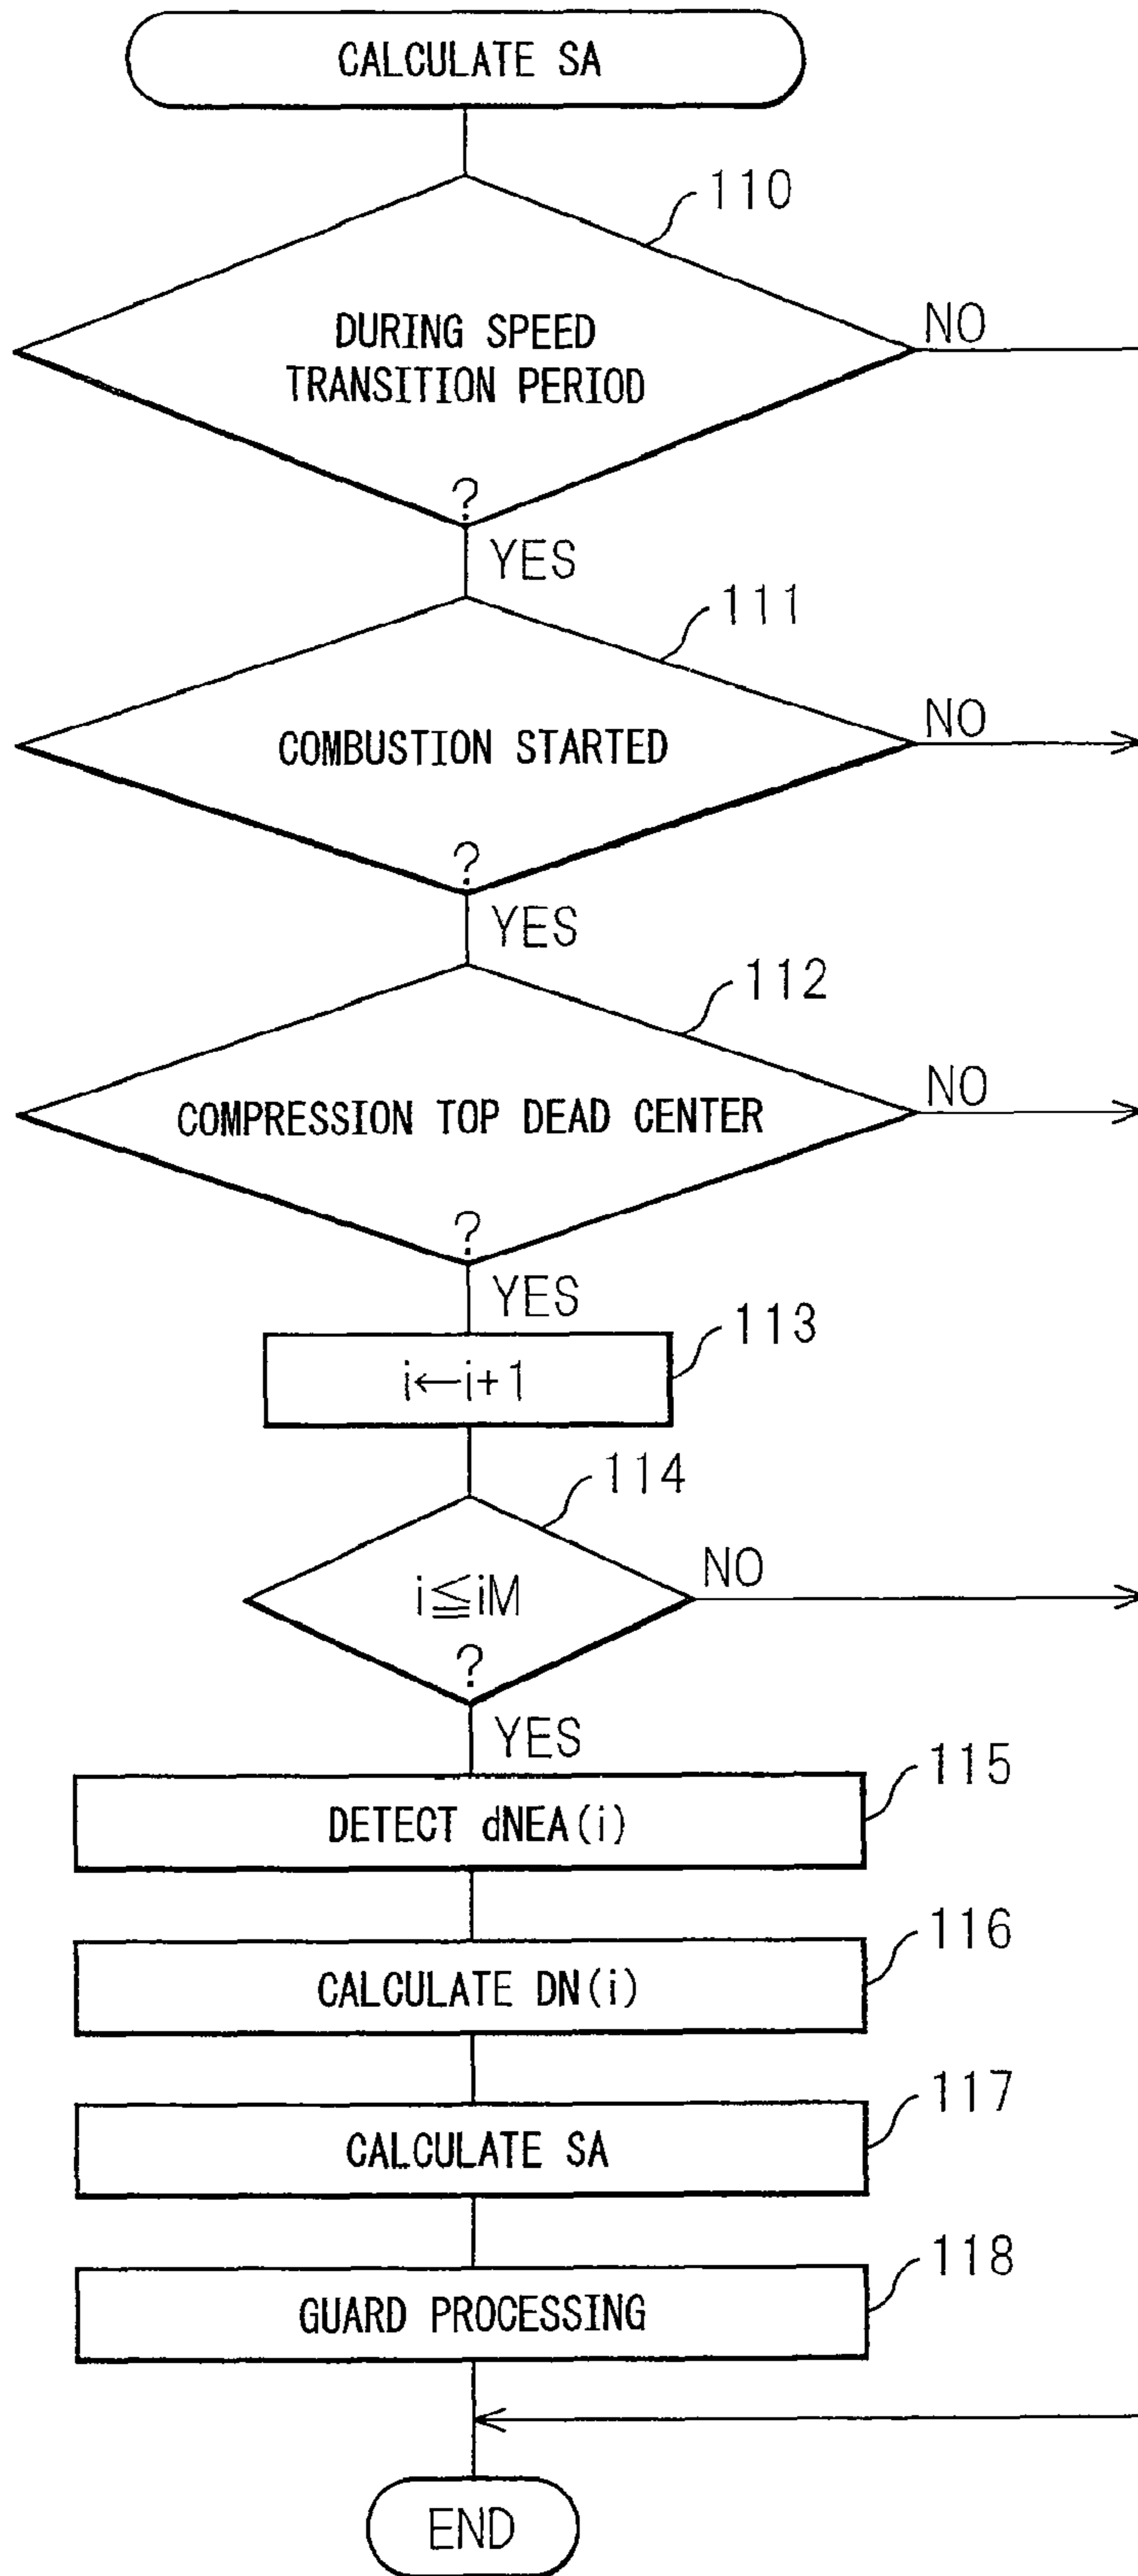 CALCULATE SA
110
DURING SPEED
TRANSITION PERIOD
?
NO
YES
111
COMBUSTION STARTED
?
NO
YES
112
COMPRESSION TOP DEAD CENTER
?
NO
YES
113
i←i+1
114
i≦iM
?
NO
YES
115
DETECT dNEA(i)
116
CALCULATE DN(i)
117
CALCULATE SA
118
GUARD PROCESSING
END